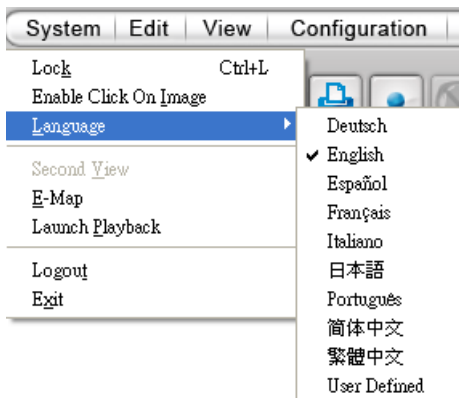 System Edit View Configuration
Lock Ctrl+L
Enable Click On Image
Language
Second View
E-Map
Launch Playback
Logout
Exit
Deutsch
English
Español
Français
Italiano
日本語
Português
简体中文
繁體中文
User Defined